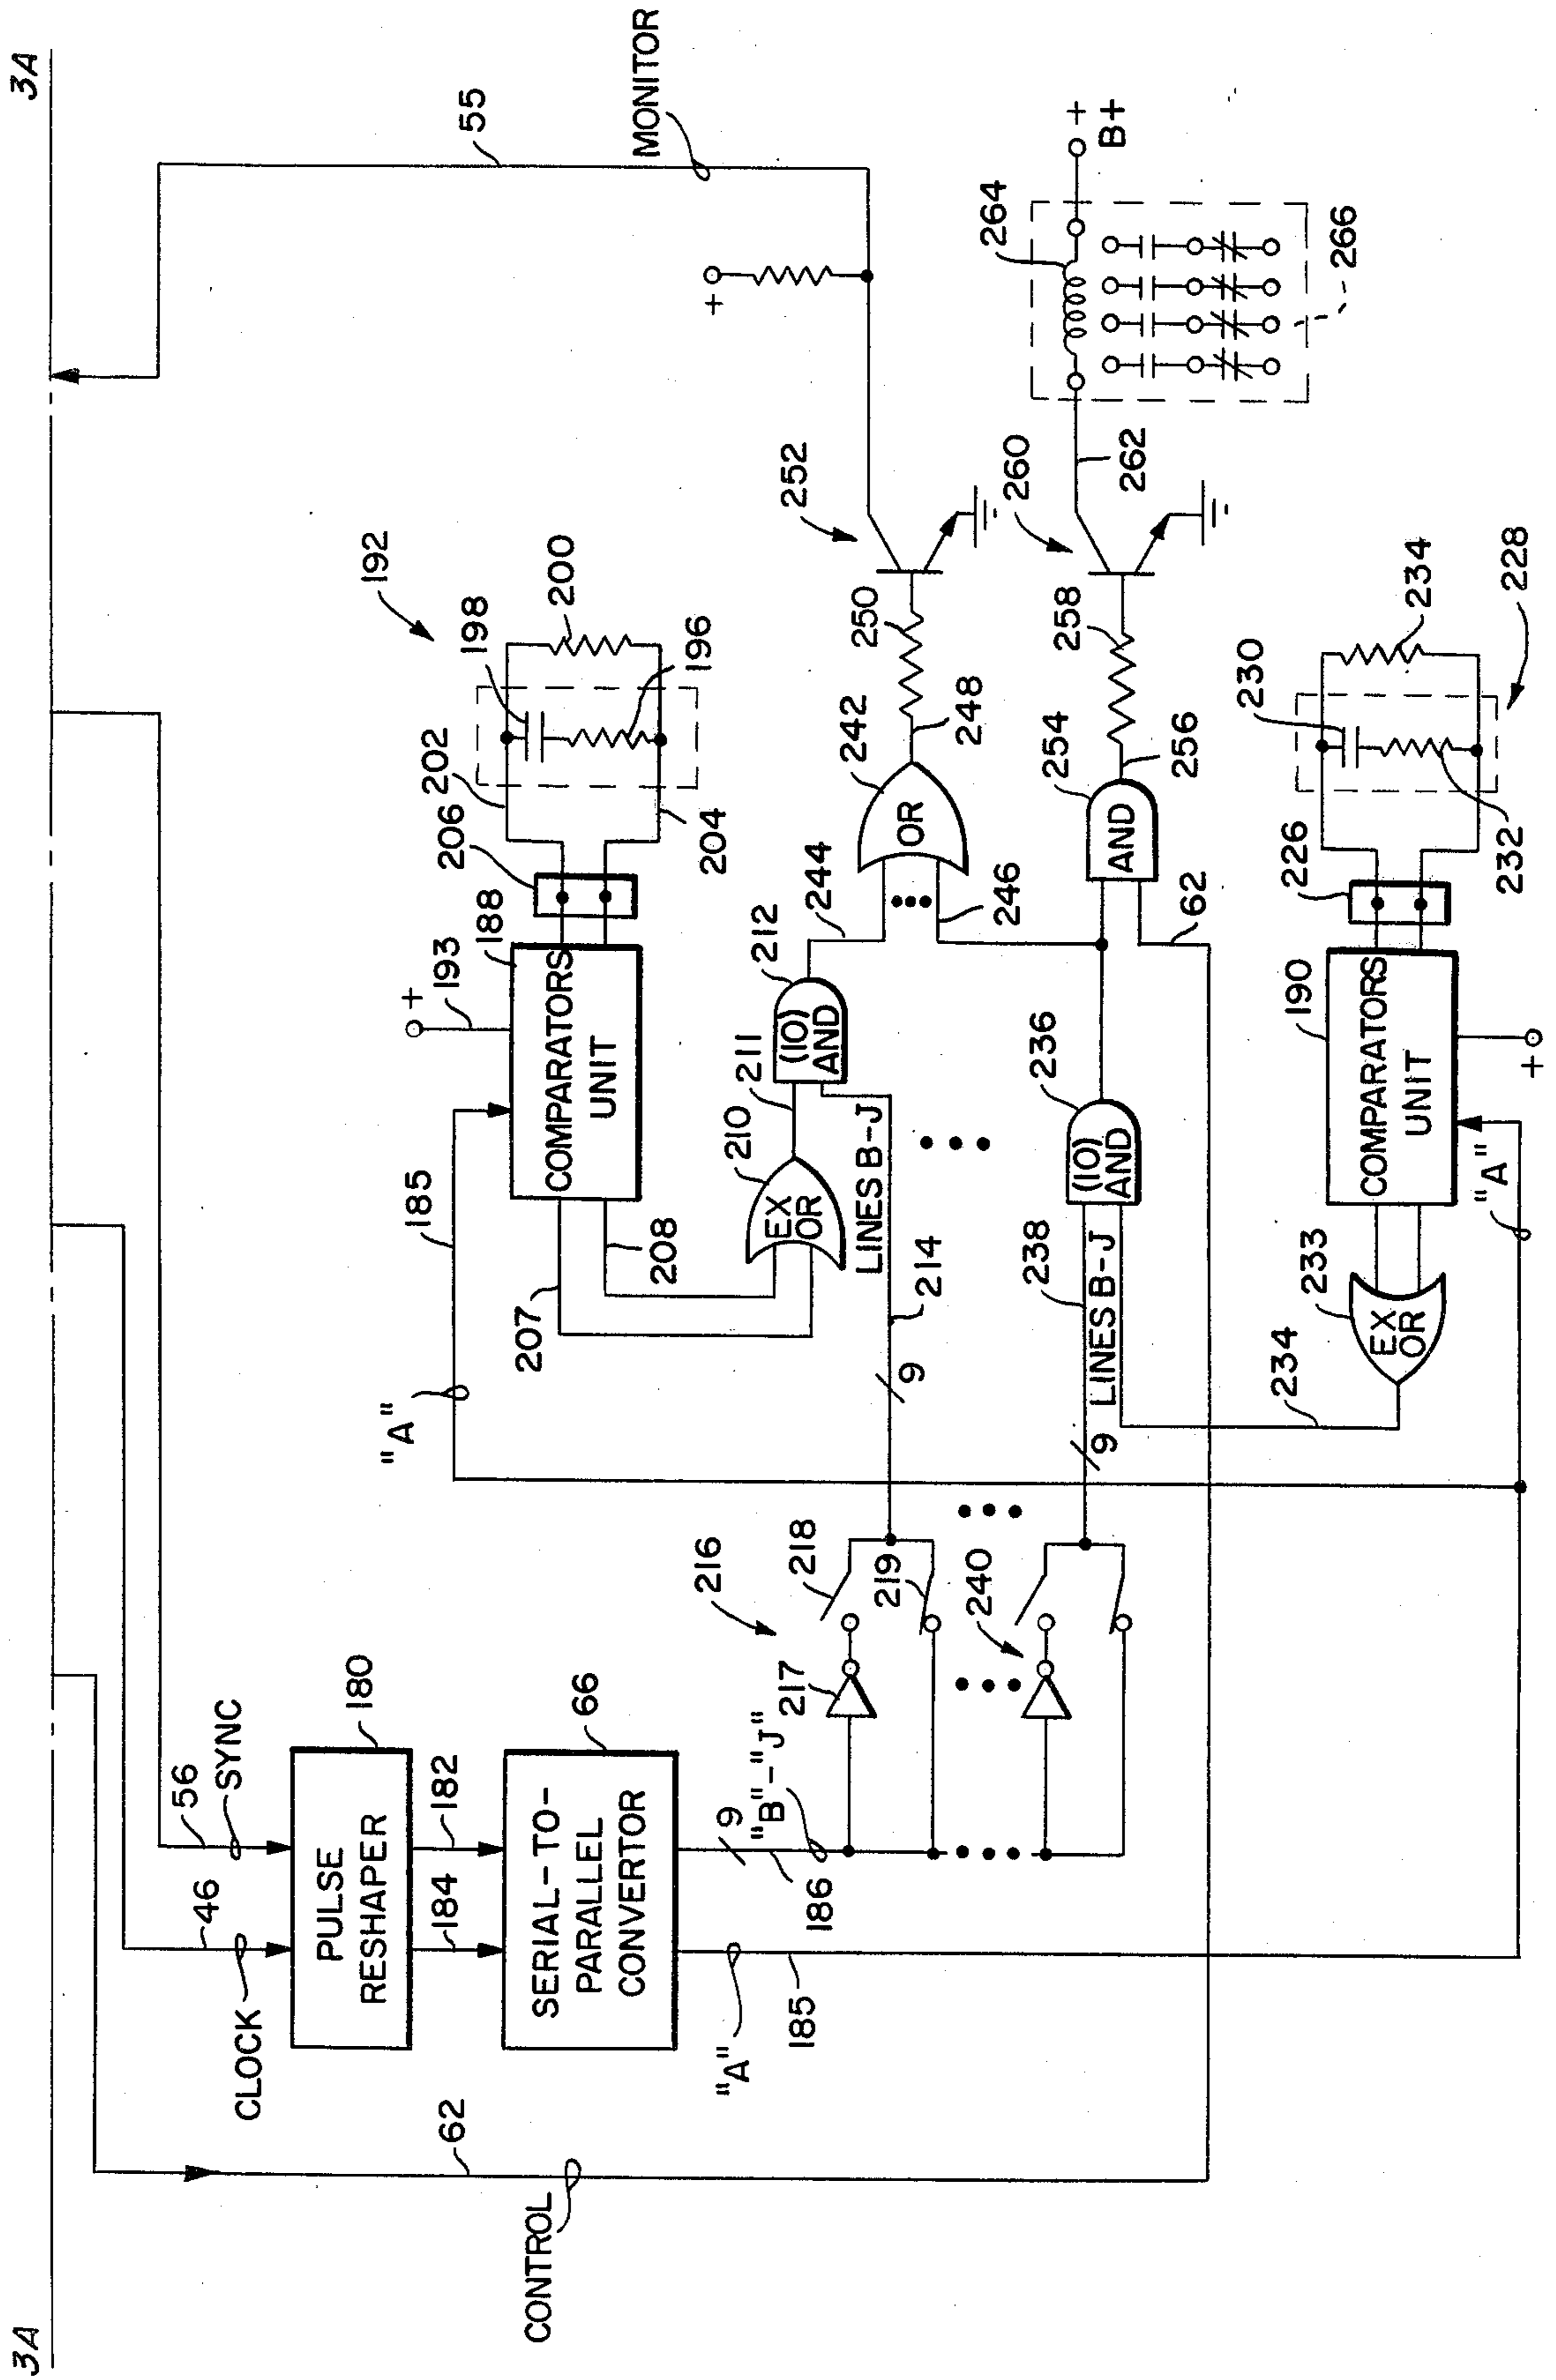 3A
3A
55
MONITOR
+
B+
264
266
+
252
260
262
192
200
198
196
202
206
204
188
193
+
COMPARATORS
UNIT
250
242
OR
248
258
254
AND
256
228
234
230
232
226
190
COMPARATORS
UNIT
+
"A"
244
246
62
212
211
210
(10)
AND
EX
OR
LINES B-J
214
9
236
(10)
AND
238
LINES B-J
9
233
EX
OR
234
185
207
208
"A"
216
218
219
217
240
56
SYNC
46
CLOCK
180
PULSE
RESHAPER
182
184
66
SERIAL-TO-
PARALLEL
CONVERTOR
9
"B"-"J"
186
185
"A"
62
CONTROL